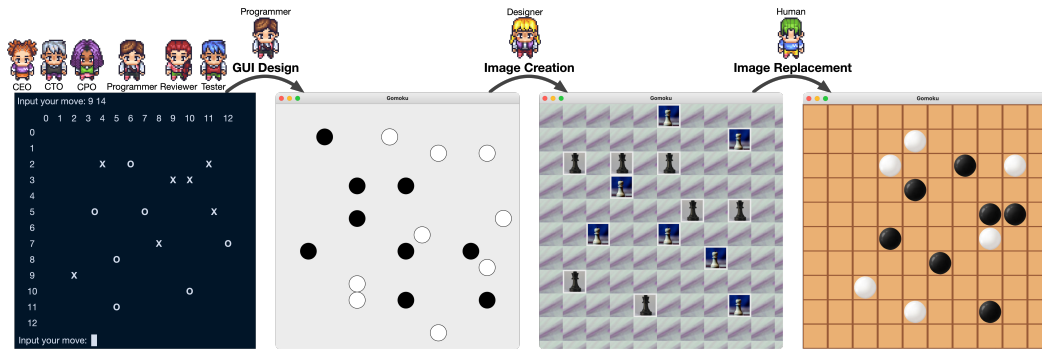 Programmer
Designer
Human
GUI Design
Image Creation
Image Replacement
CEO CTO CPO Programmer Reviewer Tester
Input your move: 9 14
0 1 2 3 4 5 6 7 8 9 10 11 12
0
1
2 X O X
3 X X
4
5 O O X
6
7 X O
8 O
9 X
10 O
11 O
12
Input your move:
Gomoku
Gomoku
Gomoku